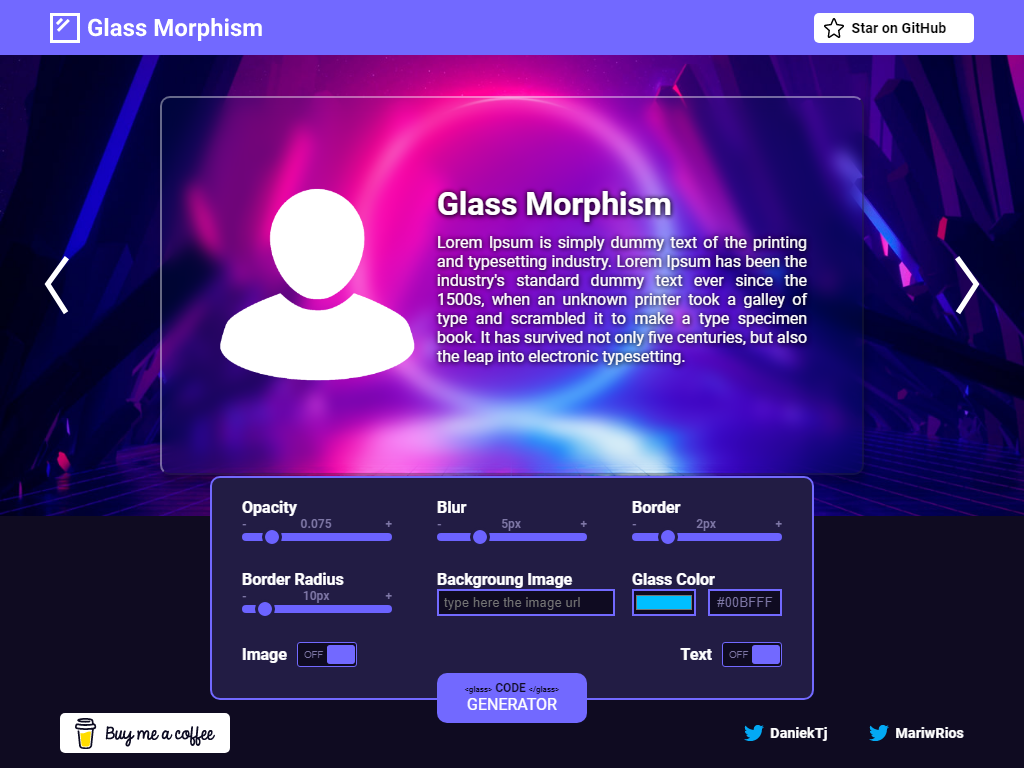 Glass Morphism
Star on GitHub
Glass Morphism
Lorem Ipsum is simply dummy text of the printing
and typesetting industry. Lorem Ipsum has been the
industry's standard dummy text ever since the
1500s, when an unknown printer took a galley of
type and scrambled it to make a type specimen
book. It has survived not only five centuries, but also
the leap into electronic typesetting.
Opacity
- 0.075 +
Blur
- 5px +
Border
- 2px +
Border Radius
- 10px +
Backgroung Image
type here the image url
Glass Color
#00BFFF
Image OFF
Text OFF
<glass> CODE </glass>
GENERATOR
Buy me a coffee
DaniekTj
MariwRios